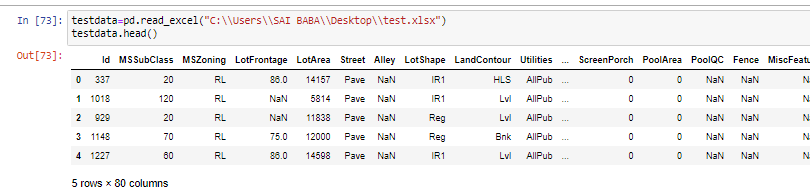 In [73]: testdata=pd.read_excel("C:\\Users\\SAI BABA\\Desktop\\test.xlsx")
testdata.head()
Out[73]:
Id MSSubClass MSZoning LotFrontage LotArea Street Alley LotShape LandContour Utilities ... ScreenPorch PoolArea PoolQC Fence MiscFeatu
0 337 20 RL 86.0 14157 Pave NaN IR1 HLS AllPub ... 0 0 NaN NaN N
1 1018 120 RL NaN 5814 Pave NaN IR1 Lvl AllPub ... 0 0 NaN NaN N
2 929 20 RL NaN 11838 Pave NaN Reg Lvl AllPub ... 0 0 NaN NaN N
3 1148 70 RL 75.0 12000 Pave NaN Reg Bnk AllPub ... 0 0 NaN NaN N
4 1227 60 RL 86.0 14598 Pave NaN IR1 Lvl AllPub ... 0 0 NaN NaN N
5 rows × 80 columns